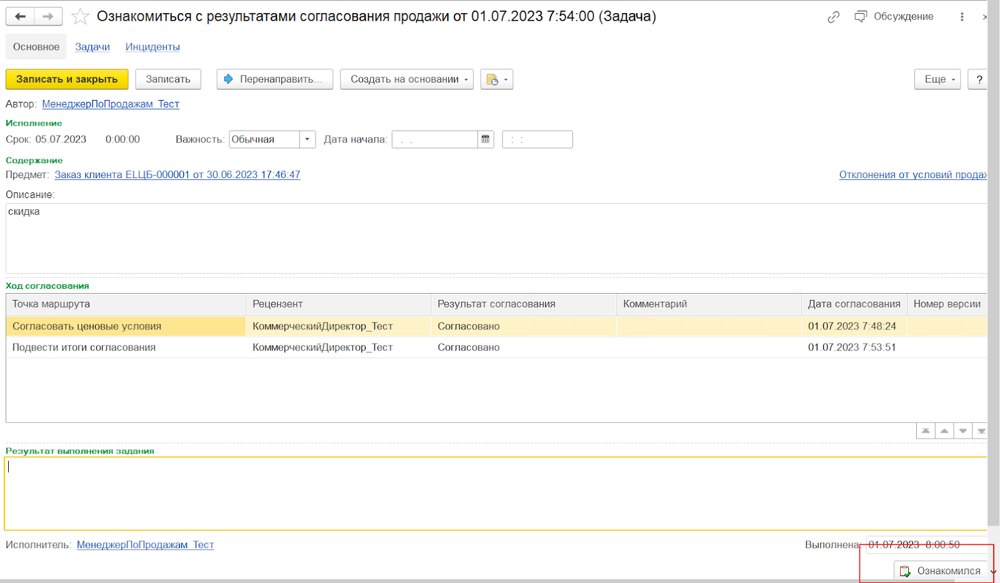 Ознакомиться с результатами согласования продажи от 01.07.2023 7:54:00 (Задача) Обсуждение
Основное Задачи Инциденты
Записать и закрыть Записать Перенаправить... Создать на основании Еще ?
Автор: МенеджерПоПродажам_Тест
Исполнение
Срок: 05.07.2023 0:00:00 Важность: Обычная Дата начала: . . : :
Содержание
Предмет: Заказ клиента ЕLЦБ-000001 от 30.06.2023 17:46:47 Отклонения от условий продаж
Описание:
скидка
Ход согласования
Точка маршрута Рецензент Результат согласования Комментарий Дата согласования Номер версии
Согласовать ценовые условия КоммерческийДиректор_Тест Согласовано 01.07.2023 7:48:24
Подвести итоги согласования КоммерческийДиректор_Тест Согласовано 01.07.2023 7:53:51
Результат выполнения задания
Исполнитель: МенеджерПоПродажам_Тест Выполнена: 01.07.2023 8:00:50
Ознакомился